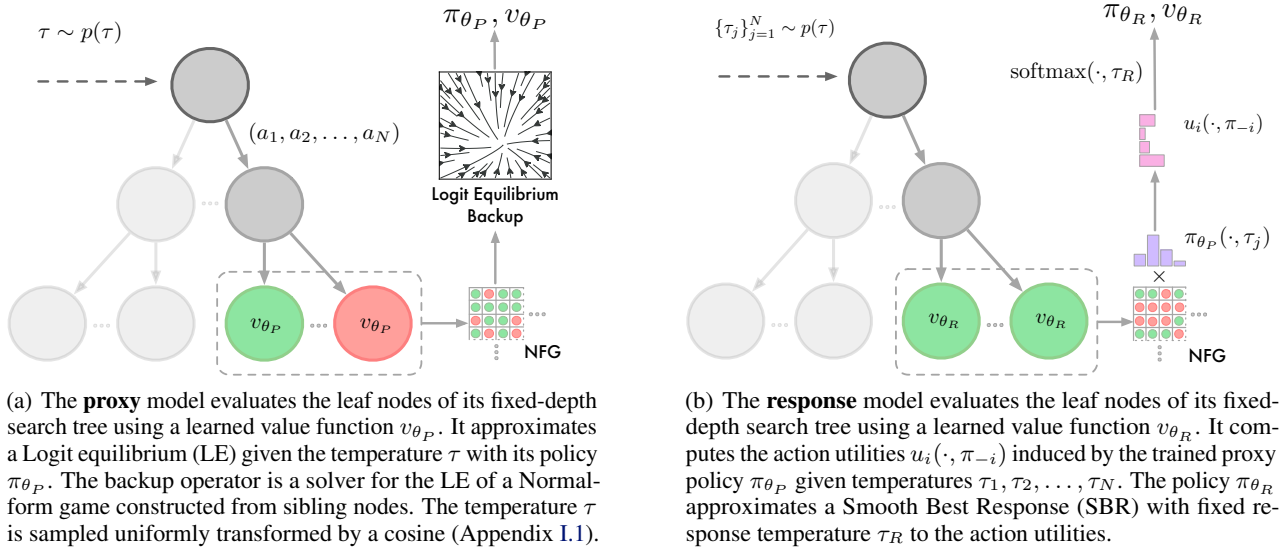 τ ∼ p(τ)
π_{θ_P}, v_{θ_P}
(a_1, a_2, . . . , a_N)
Logit Equilibrium
Backup
v_{θ_P}
v_{θ_P}
NFG
(a) The proxy model evaluates the leaf nodes of its fixed-depth
search tree using a learned value function v_{θ_P}. It approximates
a Logit equilibrium (LE) given the temperature τ with its policy
π_{θ_P}. The backup operator is a solver for the LE of a Normal-
form game constructed from sibling nodes. The temperature τ
is sampled uniformly transformed by a cosine (Appendix I.1).
{τ_j}_{j=1}^N ∼ p(τ)
π_{θ_R}, v_{θ_R}
softmax(·, τ_R)
u_i(·, π_{−i})
π_{θ_P}(·, τ_j)
×
v_{θ_R}
v_{θ_R}
NFG
(b) The response model evaluates the leaf nodes of its fixed-
depth search tree using a learned value function v_{θ_R}. It com-
putes the action utilities u_i(·, π_{−i}) induced by the trained proxy
policy π_{θ_P} given temperatures τ_1, τ_2, . . . , τ_N. The policy π_{θ_R}
approximates a Smooth Best Response (SBR) with fixed re-
sponse temperature τ_R to the action utilities.